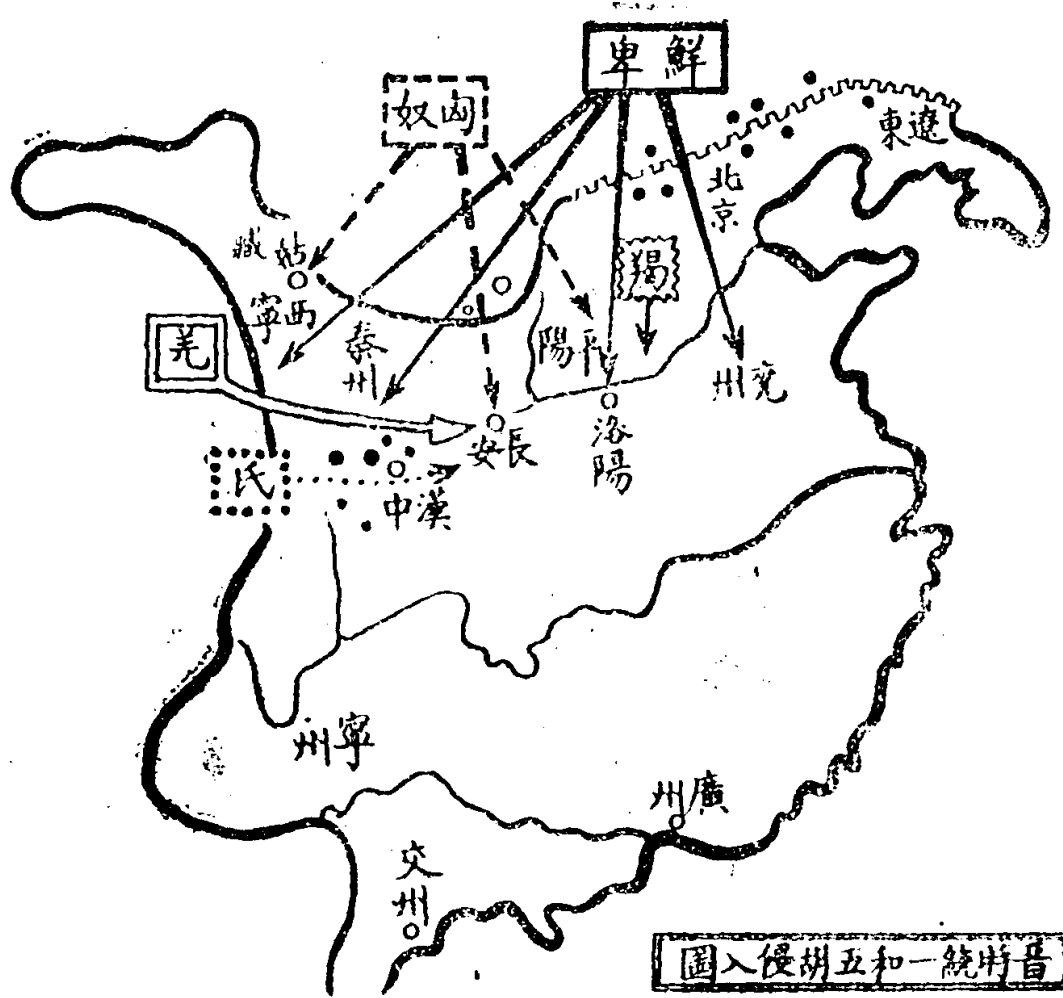 鮮卑
匈奴
遼東
北京
羯
姑臧
西寧
秦州
羌
平陽
兗州
長安
洛陽
氏
漢中
寧州
廣州
交州
晉時統一和五胡侵入圖